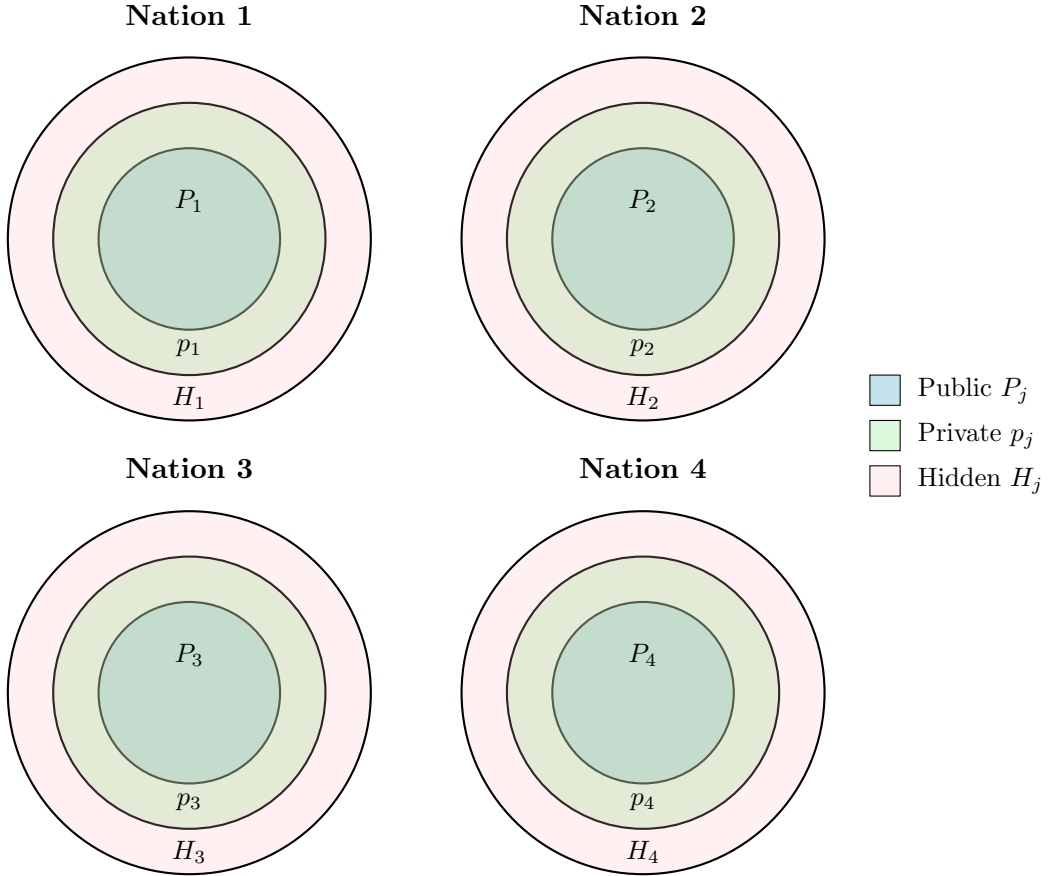 Nation 1
P₁
p₁
H₁
Nation 2
P₂
p₂
H₂
Nation 3
P₃
p₃
H₃
Nation 4
P₄
p₄
H₄
Public Pⱼ
Private pⱼ
Hidden Hⱼ